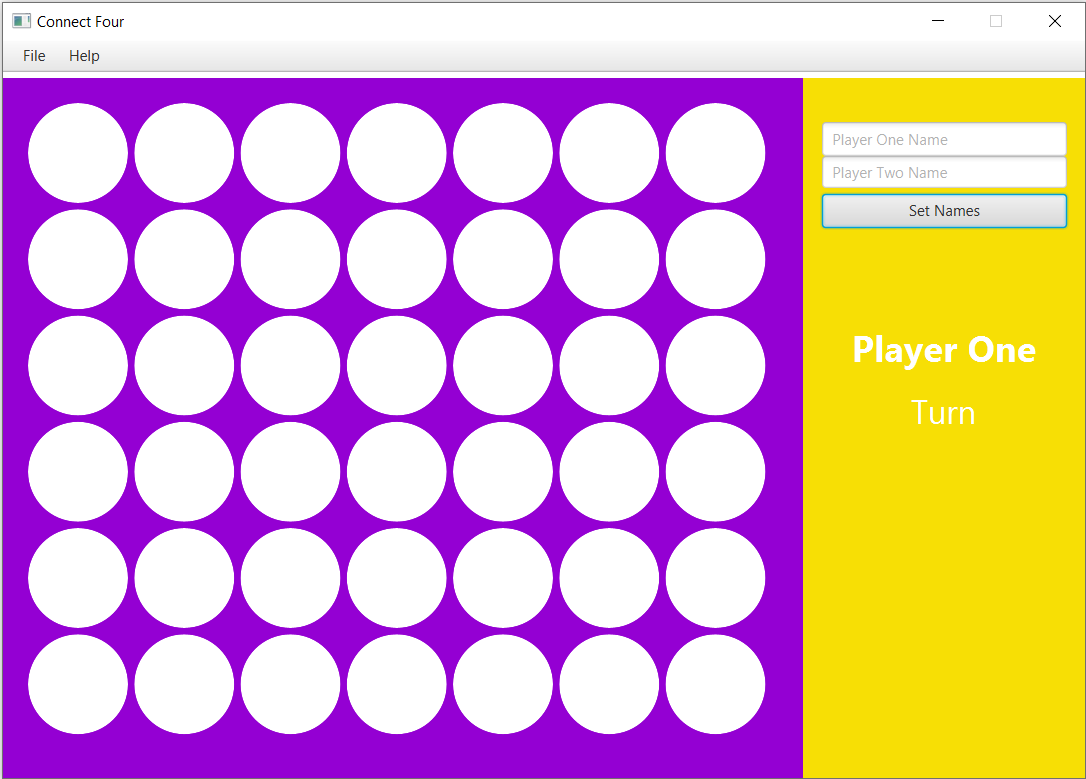 Connect Four
File Help
Player One Name
Player Two Name
Set Names
Player One
Turn